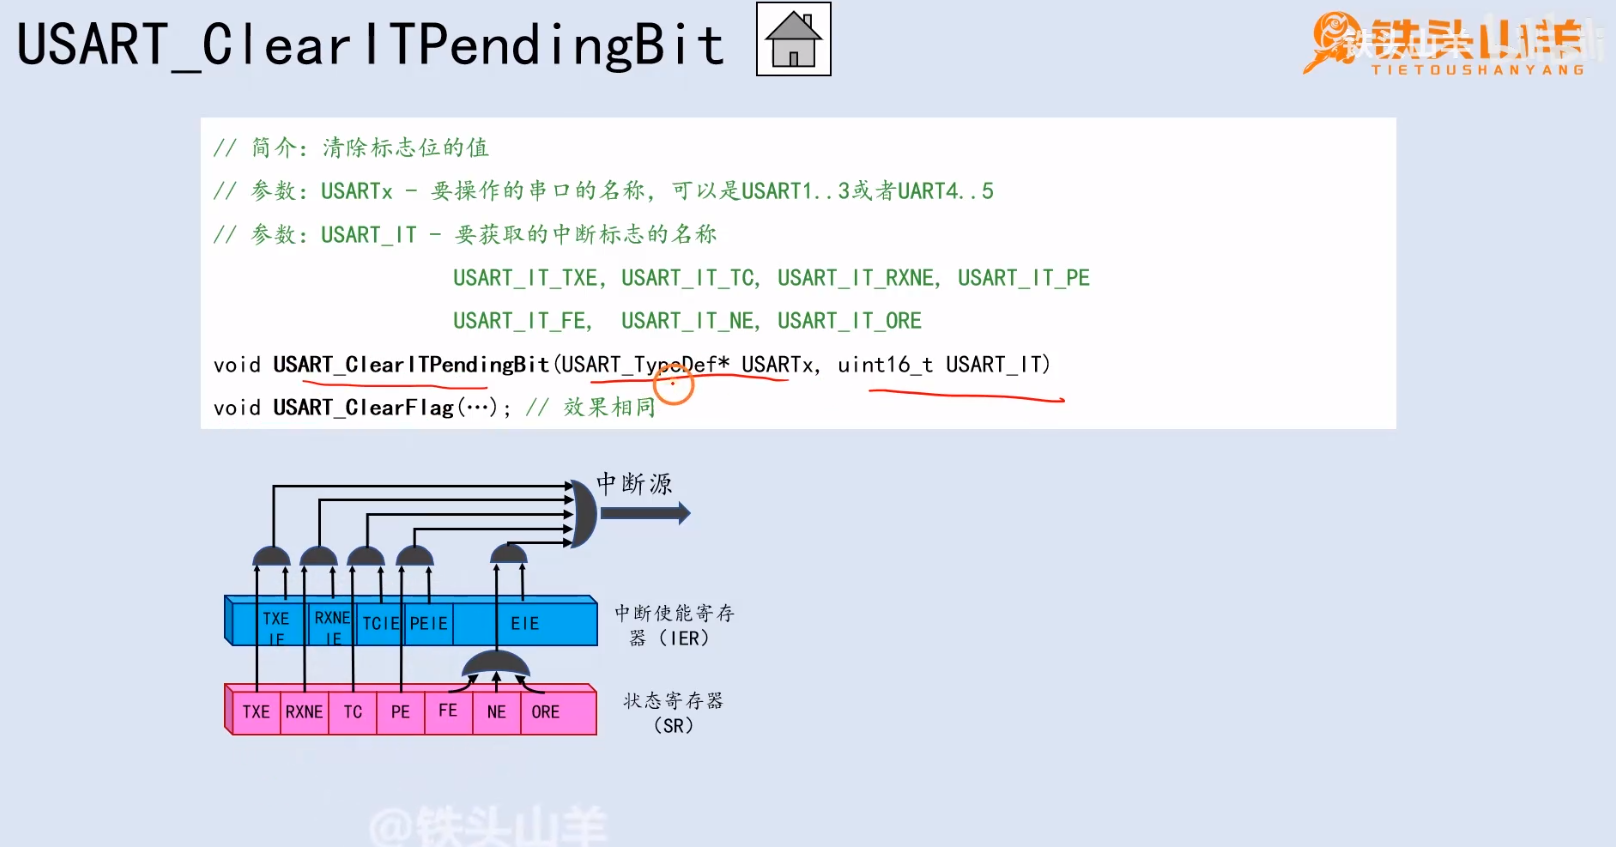 USART_ClearITPendingBit
铁头山羊
TIETOUSHANYANG
// 简介: 清除标志位的值
// 参数: USARTx - 要操作的串口的名称, 可以是USART1..3或者UART4..5
// 参数: USART_IT - 要获取的中断标志的名称
USART_IT_TXE, USART_IT_TC, USART_IT_RXNE, USART_IT_PE
USART_IT_FE, USART_IT_NE, USART_IT_ORE
void USART_ClearITPendingBit(USART_TypeDef* USARTx, uint16_t USART_IT)
void USART_ClearFlag(…); // 效果相同
中断源
TXE
IE
RXNE
IE
TCIE
PEIE
EIE
中断使能寄存
器（IER）
TXE
RXNE
TC
PE
FE
NE
ORE
状态寄存器
（SR）
@铁头山羊